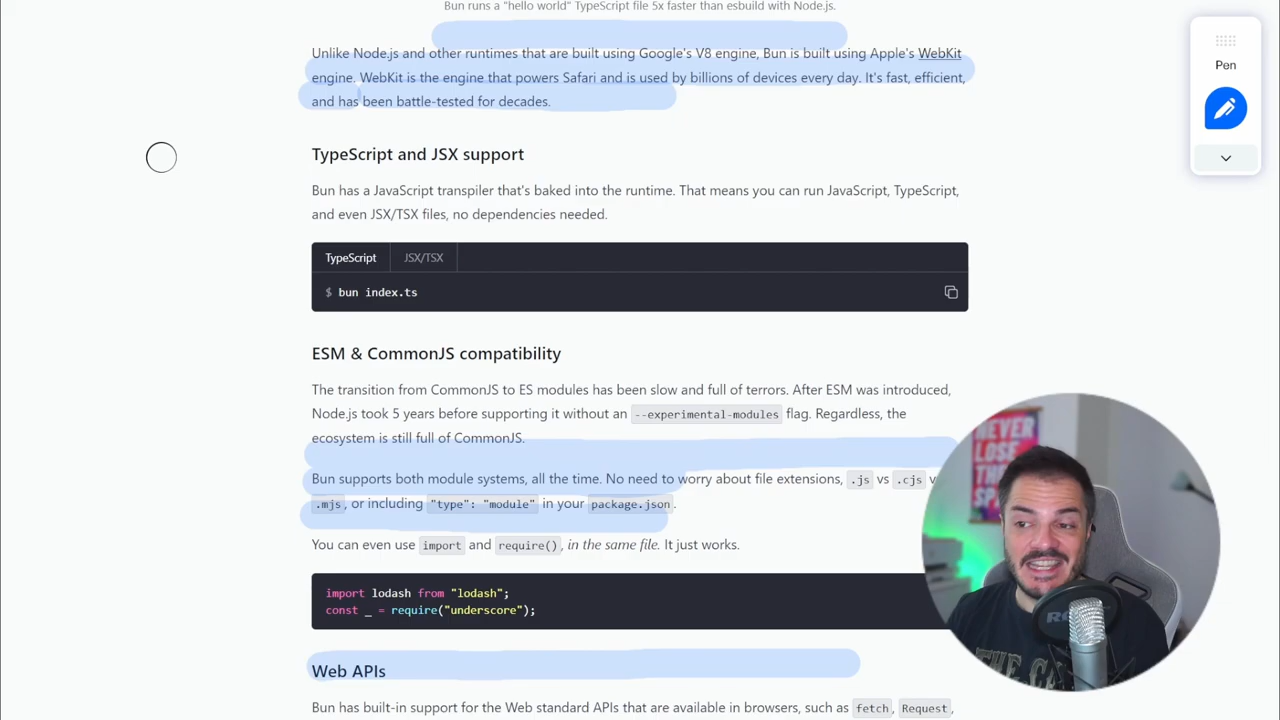 Bun runs a "hello world" TypeScript file 5x faster than esbuild with Node.js.
Unlike Node.js and other runtimes that are built using Google's V8 engine, Bun is built using Apple's WebKit
engine. WebKit is the engine that powers Safari and is used by billions of devices every day. It's fast, efficient,
and has been battle-tested for decades.
Pen
TypeScript and JSX support
Bun has a JavaScript transpiler that's baked into the runtime. That means you can run JavaScript, TypeScript,
and even JSX/TSX files, no dependencies needed.
TypeScript JSX/TSX
$ bun index.ts
ESM & CommonJS compatibility
The transition from CommonJS to ES modules has been slow and full of terrors. After ESM was introduced,
Node.js took 5 years before supporting it without an --experimental-modules flag. Regardless, the
ecosystem is still full of CommonJS.
Bun supports both module systems, all the time. No need to worry about file extensions, .js vs .cjs v
.mjs, or including "type": "module" in your package.json.
You can even use import and require(), in the same file. It just works.
import lodash from "lodash";
const _ = require("underscore");
Web APIs
Bun has built-in support for the Web standard APIs that are available in browsers, such as fetch, Request,
NEVER
LOSE